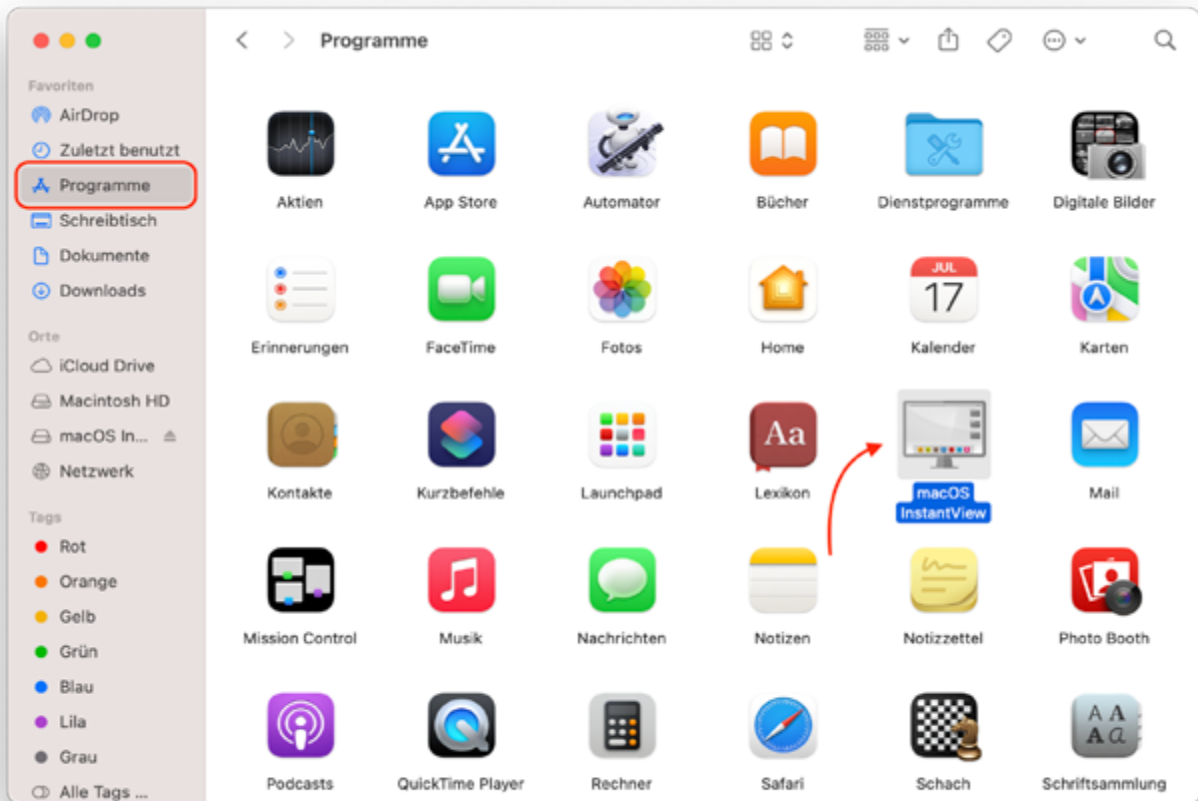 Programme
Favoriten
AirDrop
Zuletzt benutzt
Programme
Schreibtisch
Dokumente
Downloads
Orte
iCloud Drive
Macintosh HD
macOS In...
Netzwerk
Tags
Rot
Orange
Gelb
Grün
Blau
Lila
Grau
Alle Tags ...
Aktien
App Store
Automator
Bücher
Dienstprogramme
Digitale Bilder
JUL
17
Erinnerungen
FaceTime
Fotos
Home
Kalender
Karten
Aa
Kontakte
Kurzbefehle
Launchpad
Lexikon
macOS
InstantView
Mail
Mission Control
Musik
Nachrichten
Notizen
Notizzettel
Photo Booth
A A
A a
Podcasts
QuickTime Player
Rechner
Safari
Schach
Schriftsammlung